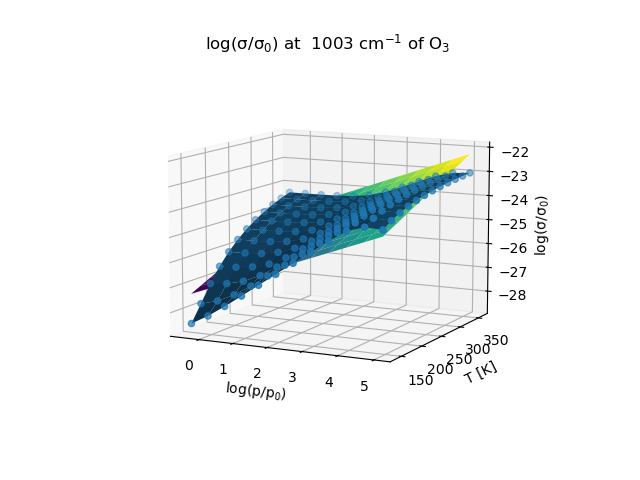 log(σ/σ₀) at  1003 cm⁻¹ of O₃
−22
−23
−24
−25
−26
−27
−28
log(σ/σ₀)
350
300
250
200
150
T [K]
0 1 2 3 4 5
log(p/p₀)